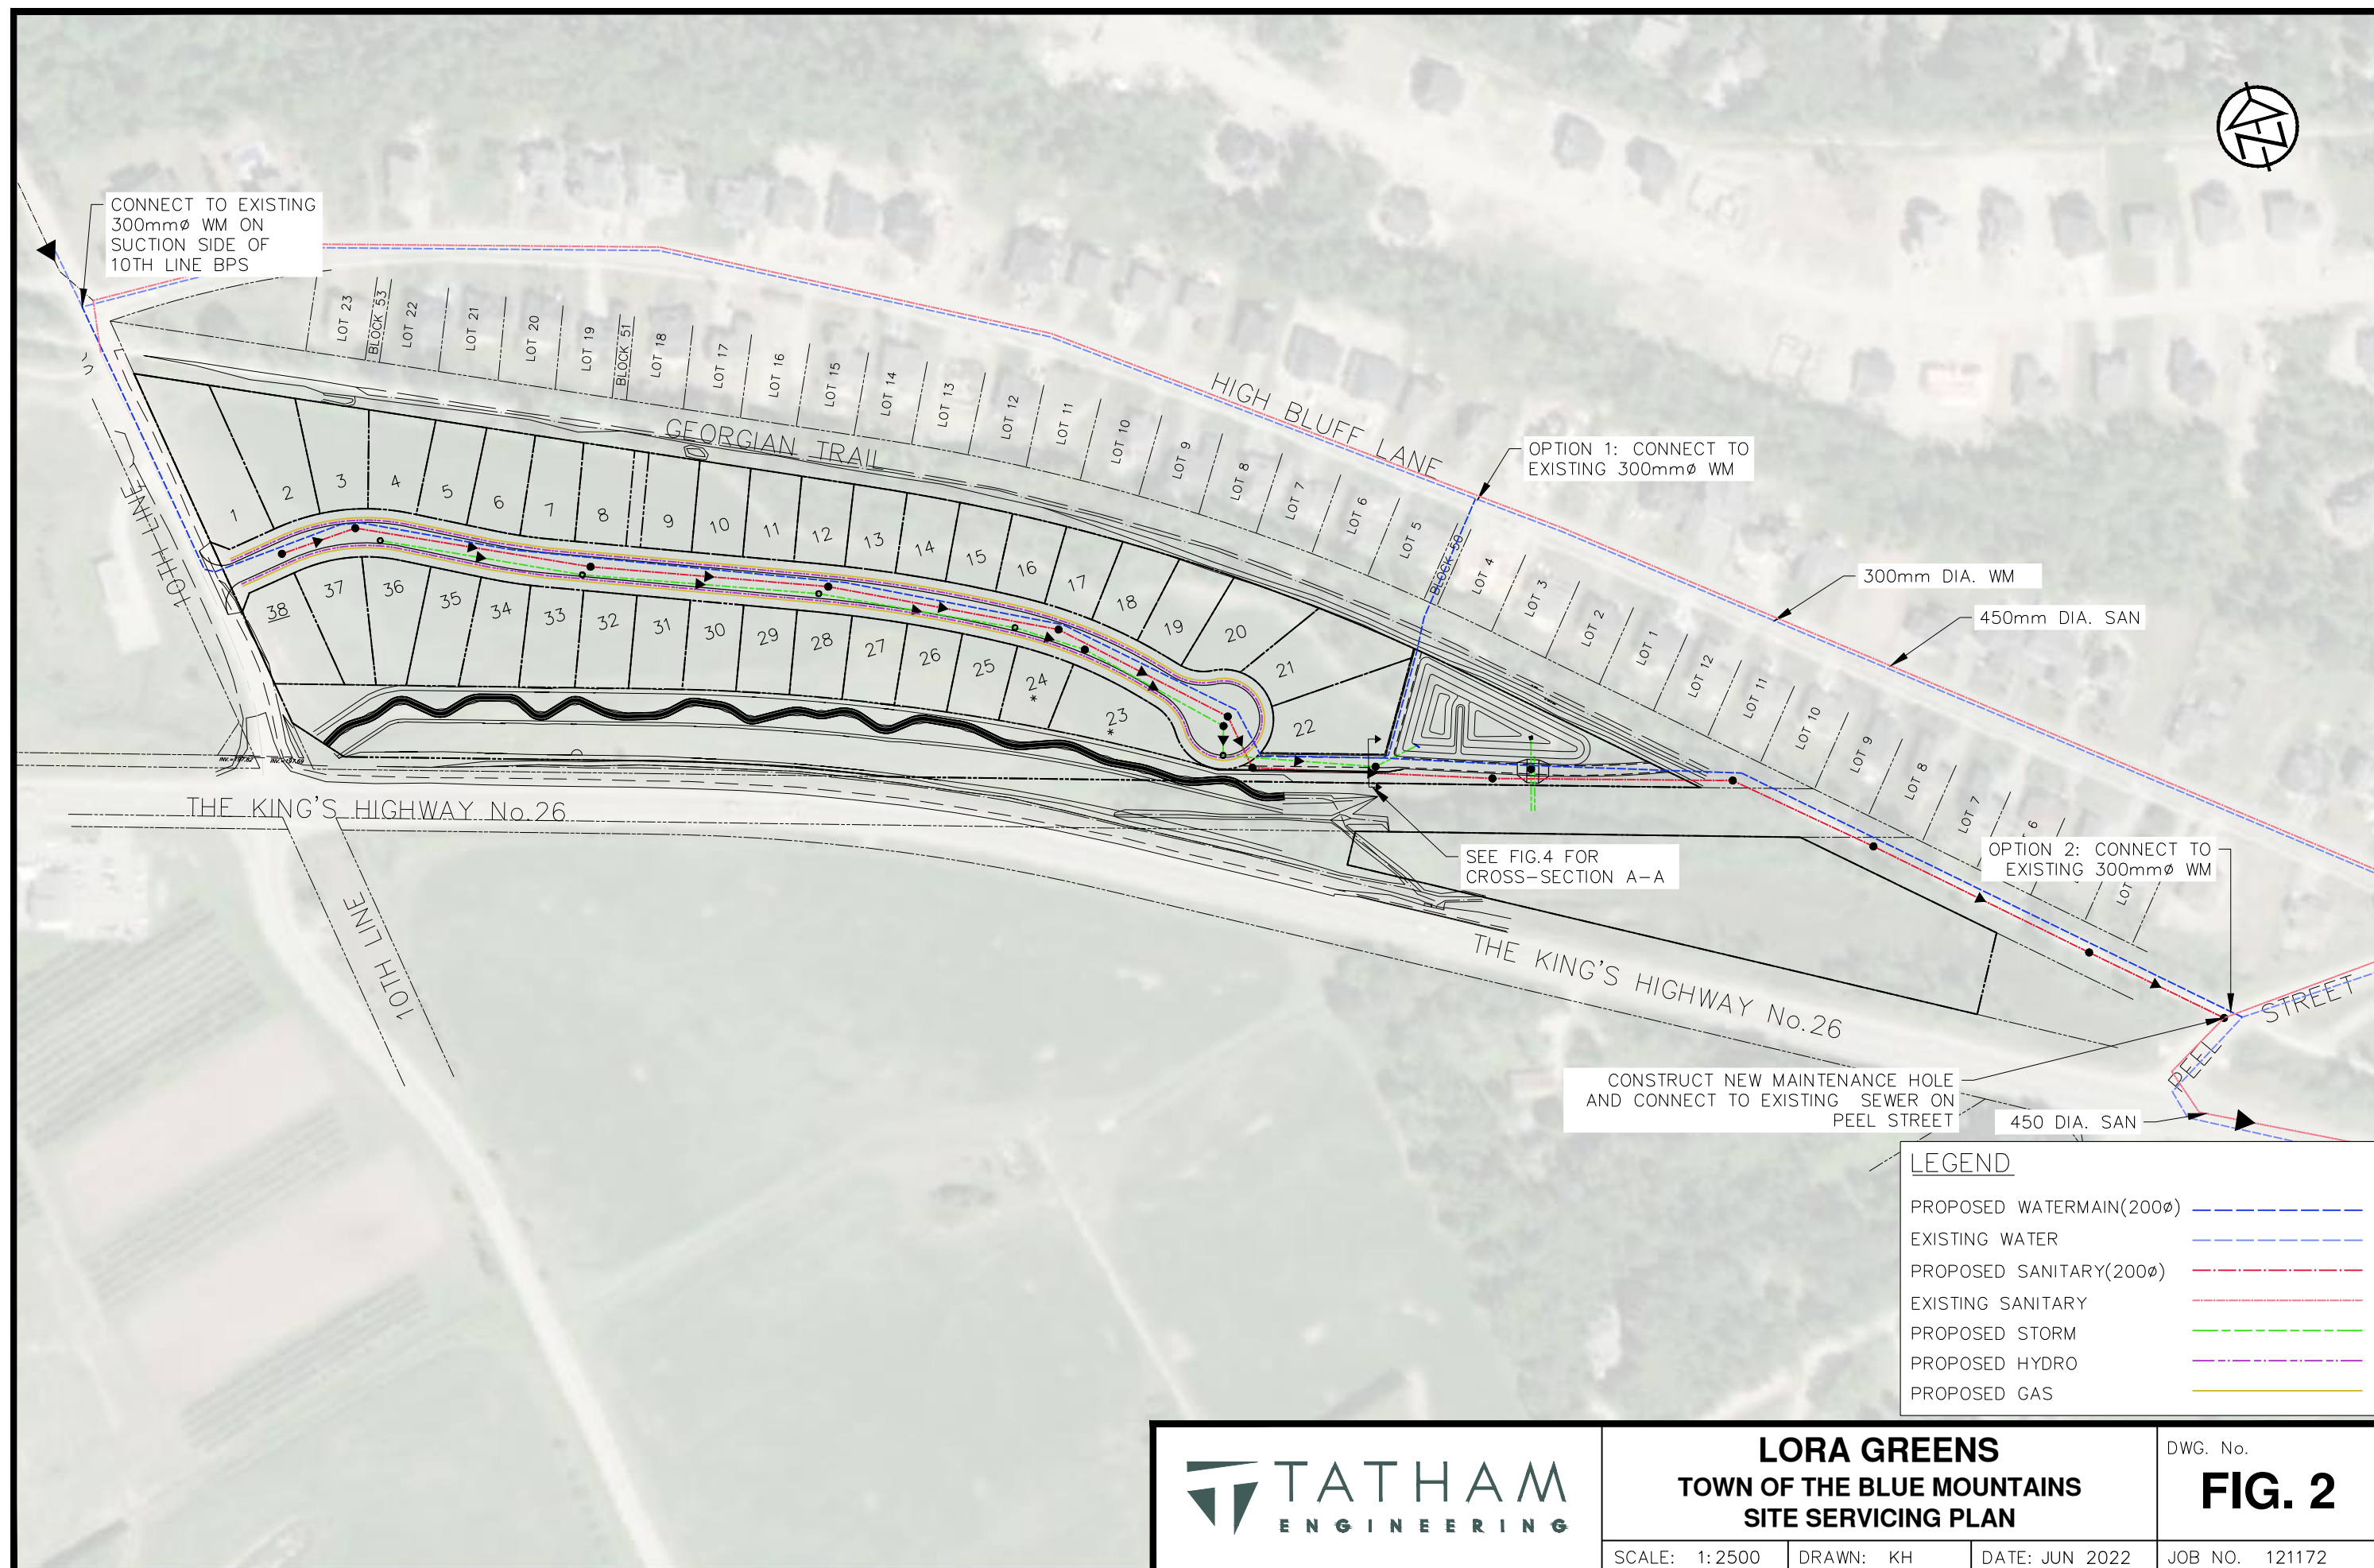 CONNECT TO EXISTING
300mmø WM ON
SUCTION SIDE OF
10TH LINE BPS
LOT 23
BLOCK 53
LOT 22
LOT 21
LOT 20
LOT 19
BLOCK 51
LOT 18
LOT 17
LOT 16
LOT 15
LOT 14
LOT 13
LOT 12
LOT 11
LOT 10
LOT 9
LOT 8
LOT 7
LOT 6
LOT 5
BLOCK 50
LOT 4
LOT 3
LOT 2
LOT 1
LOT 12
LOT 11
LOT 10
LOT 9
LOT 8
LOT 7
6
LOT
HIGH BLUFF LANE
GEORGIAN TRAIL
OPTION 1: CONNECT TO
EXISTING 300mmø WM
300mm DIA. WM
450mm DIA. SAN
10TH LINE
1
2
3
4
5
6
7
8
9
10
11
12
13
14
15
16
17
18
19
20
21
22
23
*
24
*
25
26
27
28
29
30
31
32
33
34
35
36
37
38
THE KING'S HIGHWAY No.26
10TH LINE
SEE FIG.4 FOR
CROSS-SECTION A-A
OPTION 2: CONNECT TO
EXISTING 300mmø WM
THE KING'S HIGHWAY No.26
PEEL STREET
CONSTRUCT NEW MAINTENANCE HOLE
AND CONNECT TO EXISTING SEWER ON
PEEL STREET
450 DIA. SAN
LEGEND
PROPOSED WATERMAIN(200ø)
EXISTING WATER
PROPOSED SANITARY(200ø)
EXISTING SANITARY
PROPOSED STORM
PROPOSED HYDRO
PROPOSED GAS
TATHAM
ENGINEERING
LORA GREENS
TOWN OF THE BLUE MOUNTAINS
SITE SERVICING PLAN
DWG. No.
FIG. 2
SCALE: 1:2500
DRAWN: KH
DATE: JUN 2022
JOB NO. 121172